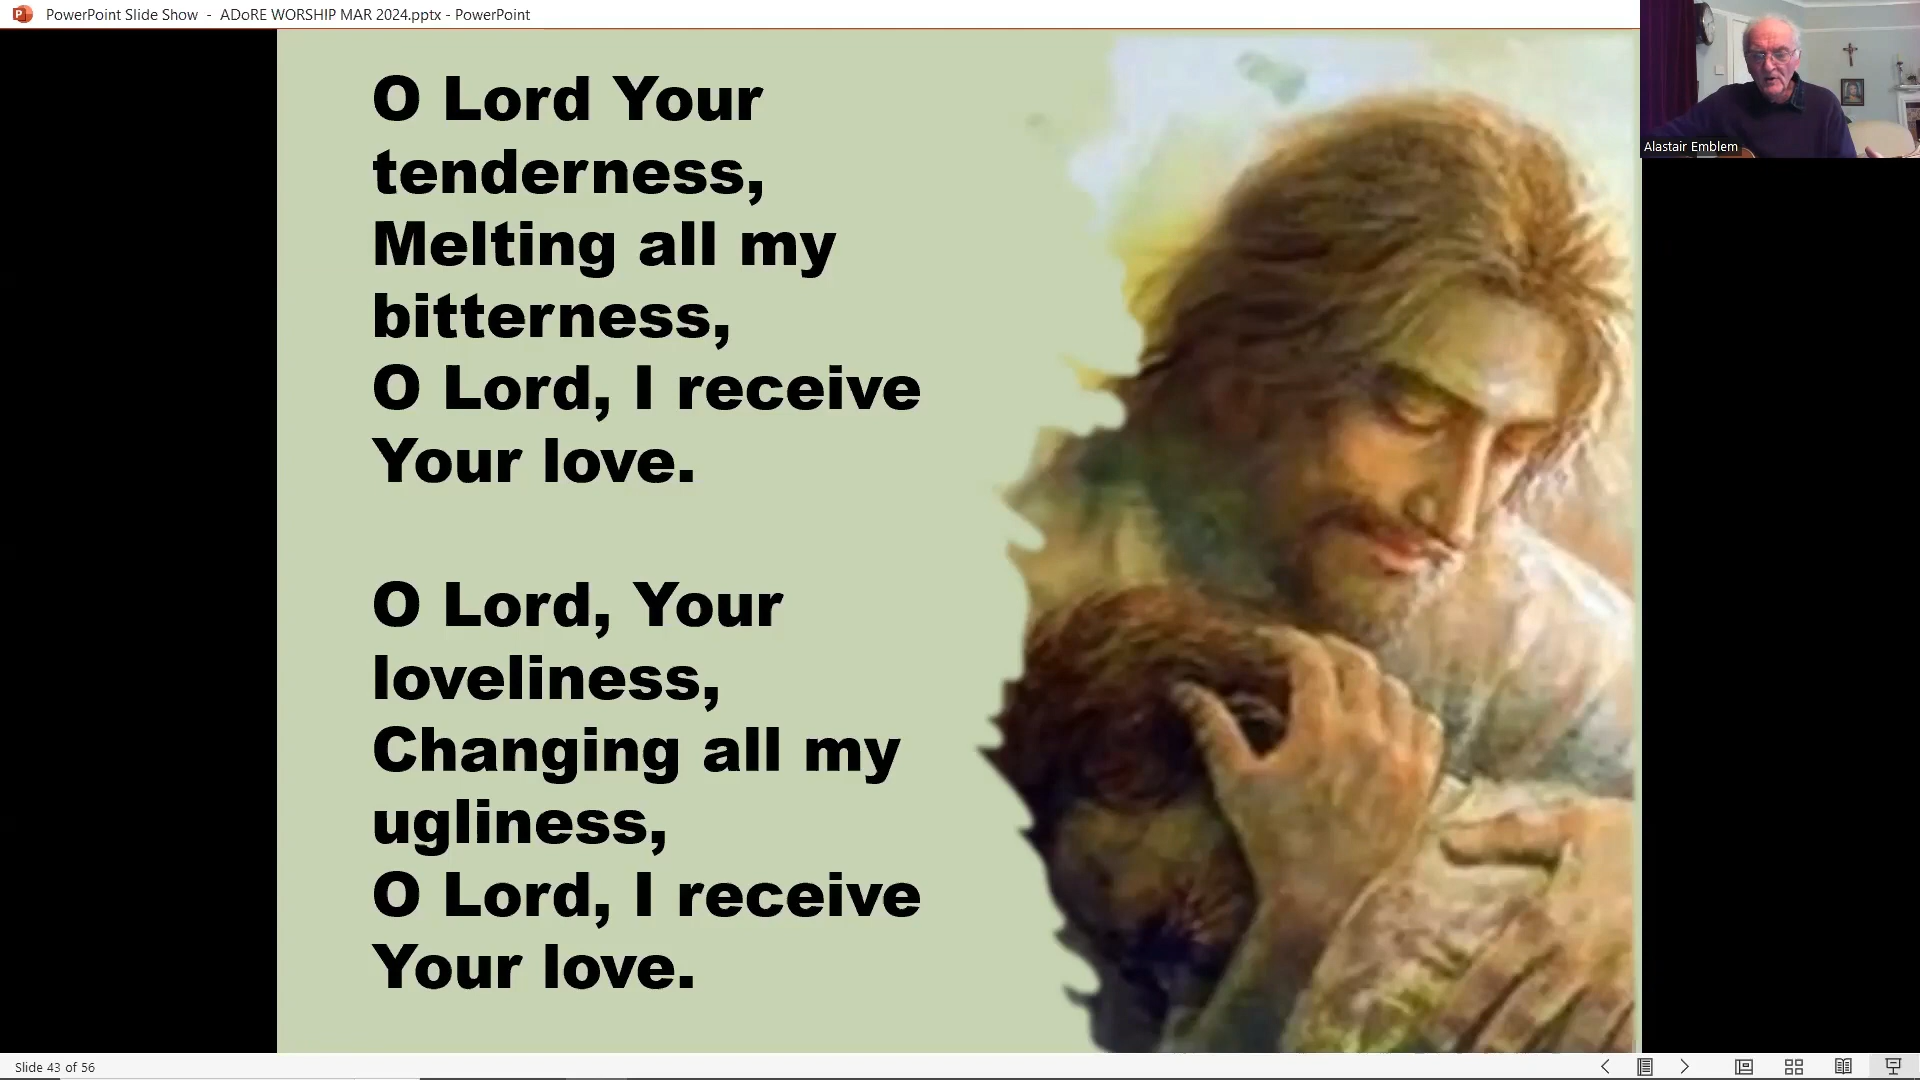 PowerPoint Slide Show - ADoRE WORSHIP MAR 2024.pptx - PowerPoint
Alastair Emblem
O Lord Your
tenderness,
Melting all my
bitterness,
O Lord, I receive
Your love.
O Lord, Your
loveliness,
Changing all my
ugliness,
O Lord, I receive
Your love.
Slide 43 of 56